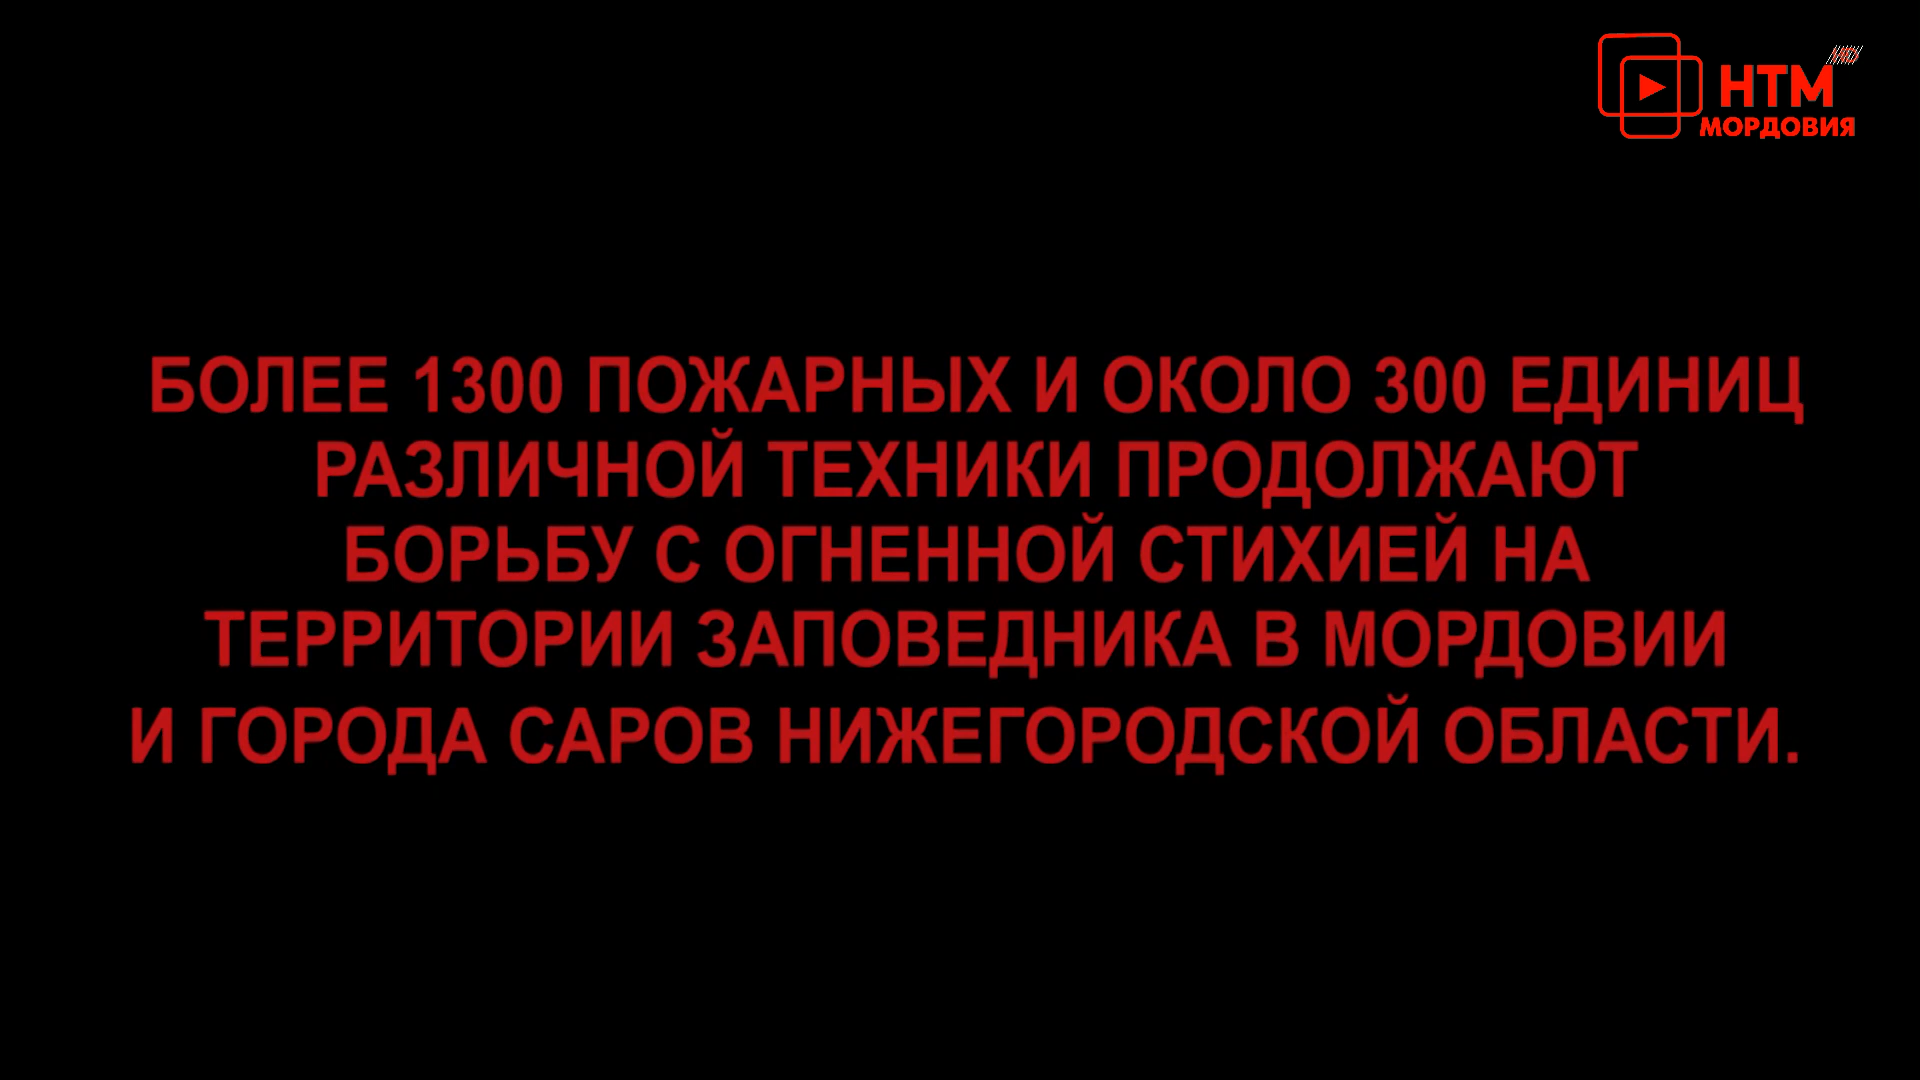 НТМ
HD
МОРДОВИЯ
БОЛЕЕ 1300 ПОЖАРНЫХ И ОКОЛО 300 ЕДИНИЦ
РАЗЛИЧНОЙ ТЕХНИКИ ПРОДОЛЖАЮТ
БОРЬБУ С ОГНЕННОЙ СТИХИЕЙ НА
ТЕРРИТОРИИ ЗАПОВЕДНИКА В МОРДОВИИ
И ГОРОДА САРОВ НИЖЕГОРОДСКОЙ ОБЛАСТИ.